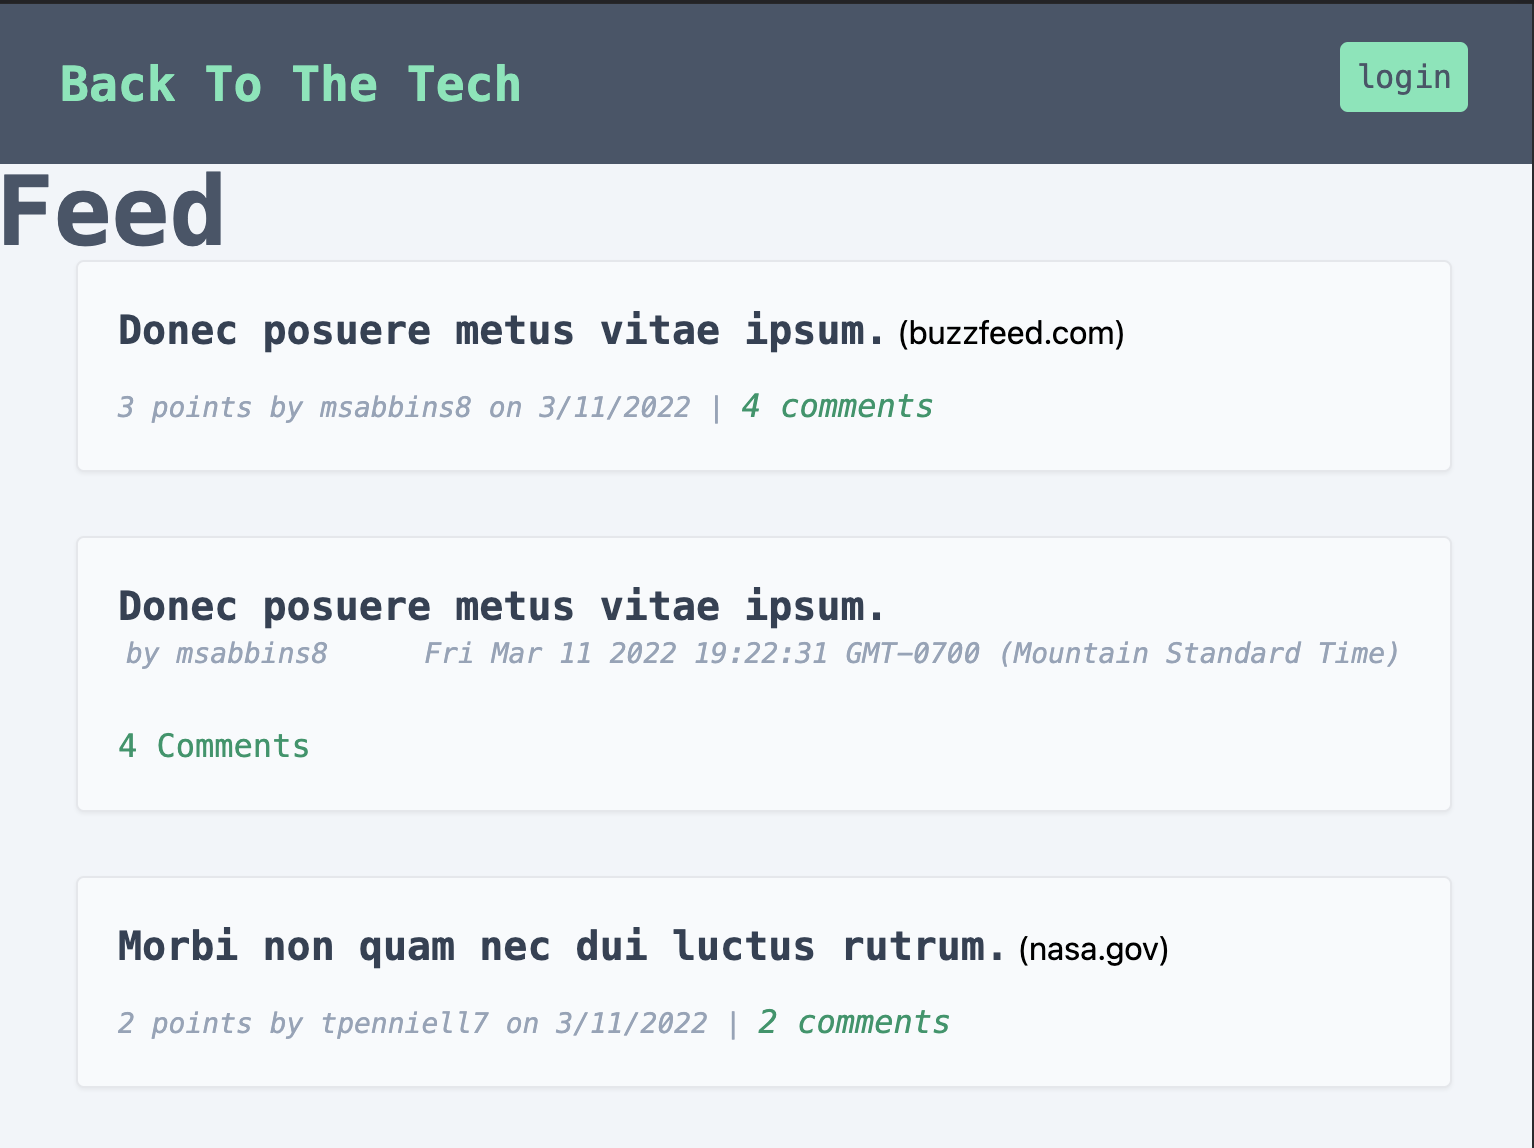 Back To The Tech
login
Feed
Donec posuere metus vitae ipsum. (buzzfeed.com)
3 points by msabbins8 on 3/11/2022 | 4 comments
Donec posuere metus vitae ipsum.
by msabbins8 Fri Mar 11 2022 19:22:31 GMT-0700 (Mountain Standard Time)
4 Comments
Morbi non quam nec dui luctus rutrum. (nasa.gov)
2 points by tpenniell7 on 3/11/2022 | 2 comments